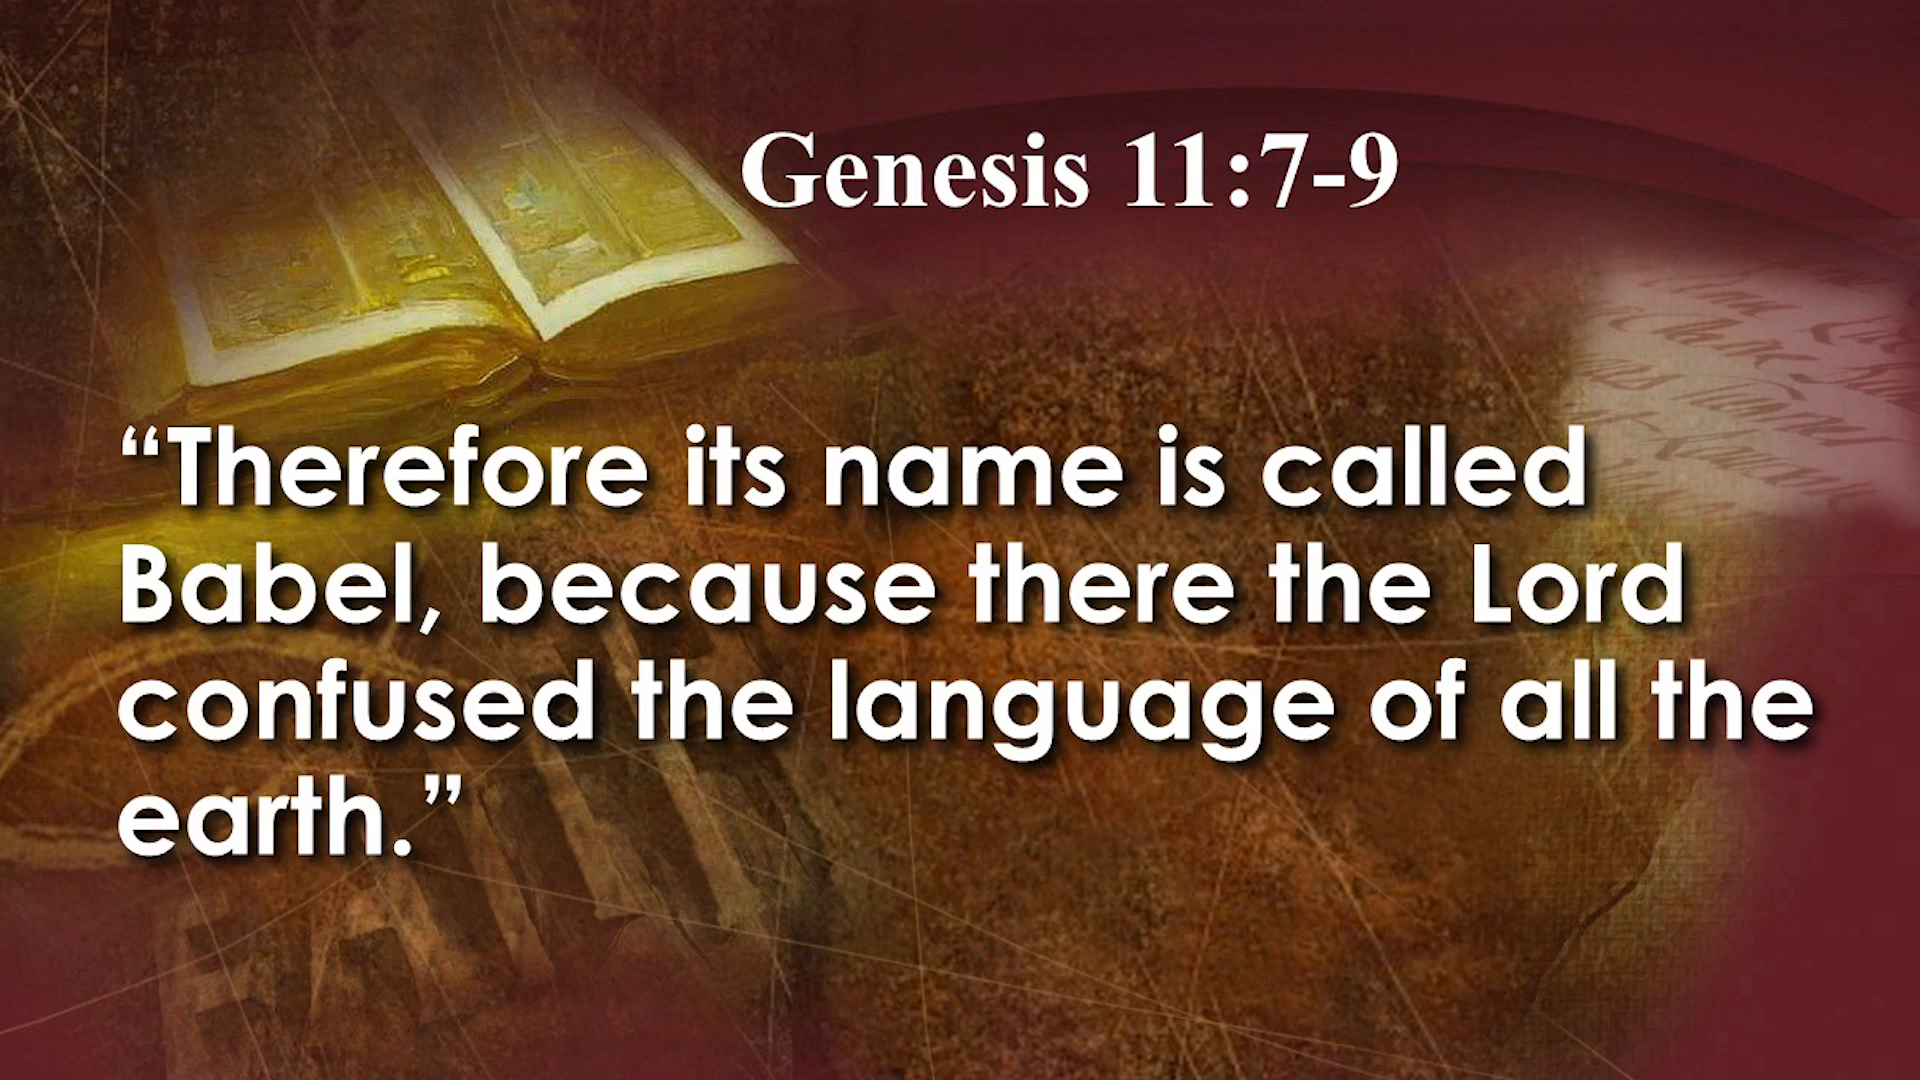 Genesis 11:7-9
“Therefore its name is called
Babel, because there the Lord
confused the language of all the
earth.”
FAITH